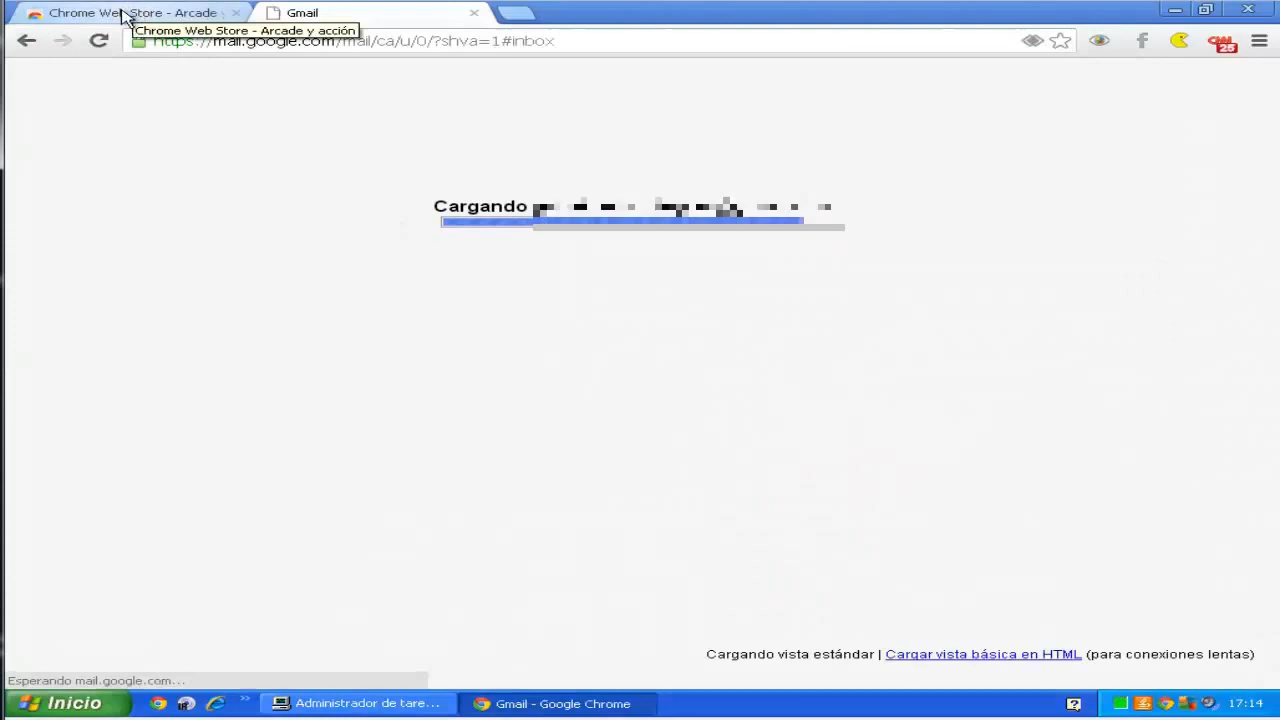 Chrome Web Store - Arcade
Gmail
Chrome Web Store - Arcade y acción
https://mail.google.com/mail/ca/u/0/?shva=1#inbox
25
Cargando
Cargando vista estándar | Cargar vista básica en HTML (para conexiones lentas)
Esperando mail.google.com...
Inicio
Administrador de tare...
Gmail - Google Chrome
17:14